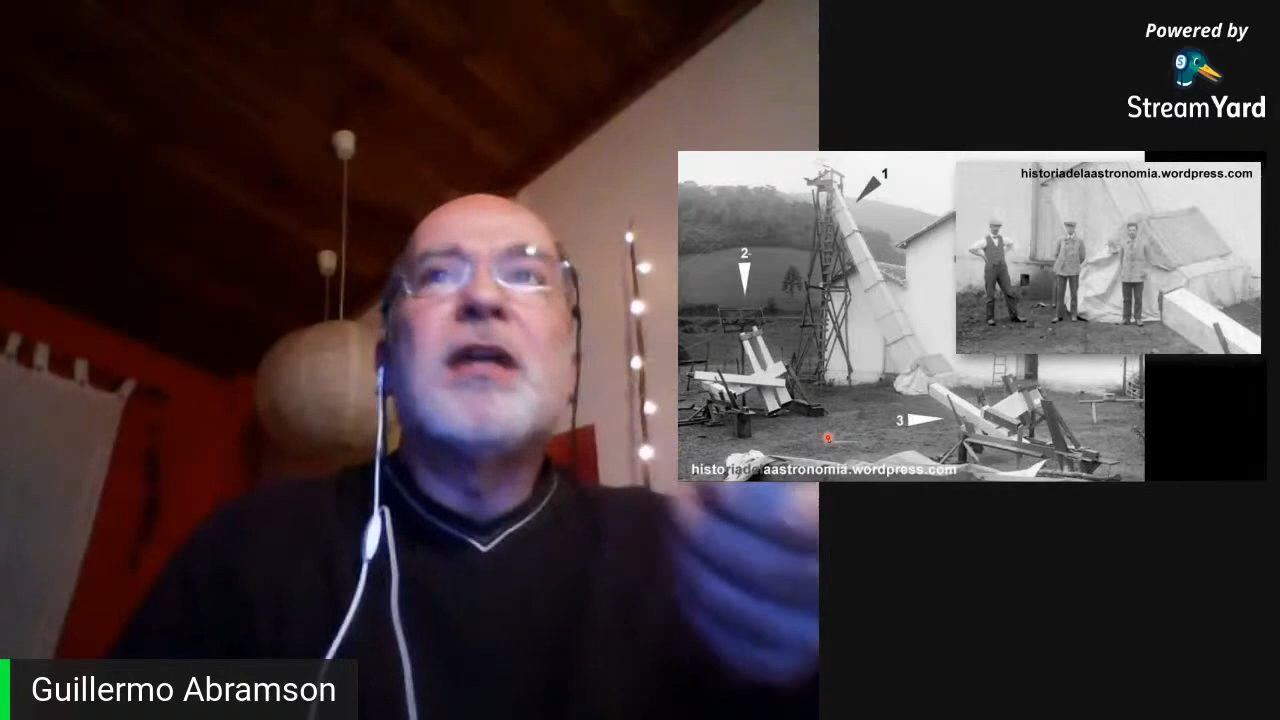 Powered by
StreamYard
historiadelaastronomia.wordpress.com
1
2
3
historiadelaastronomia.wordpress.com
Guillermo Abramson